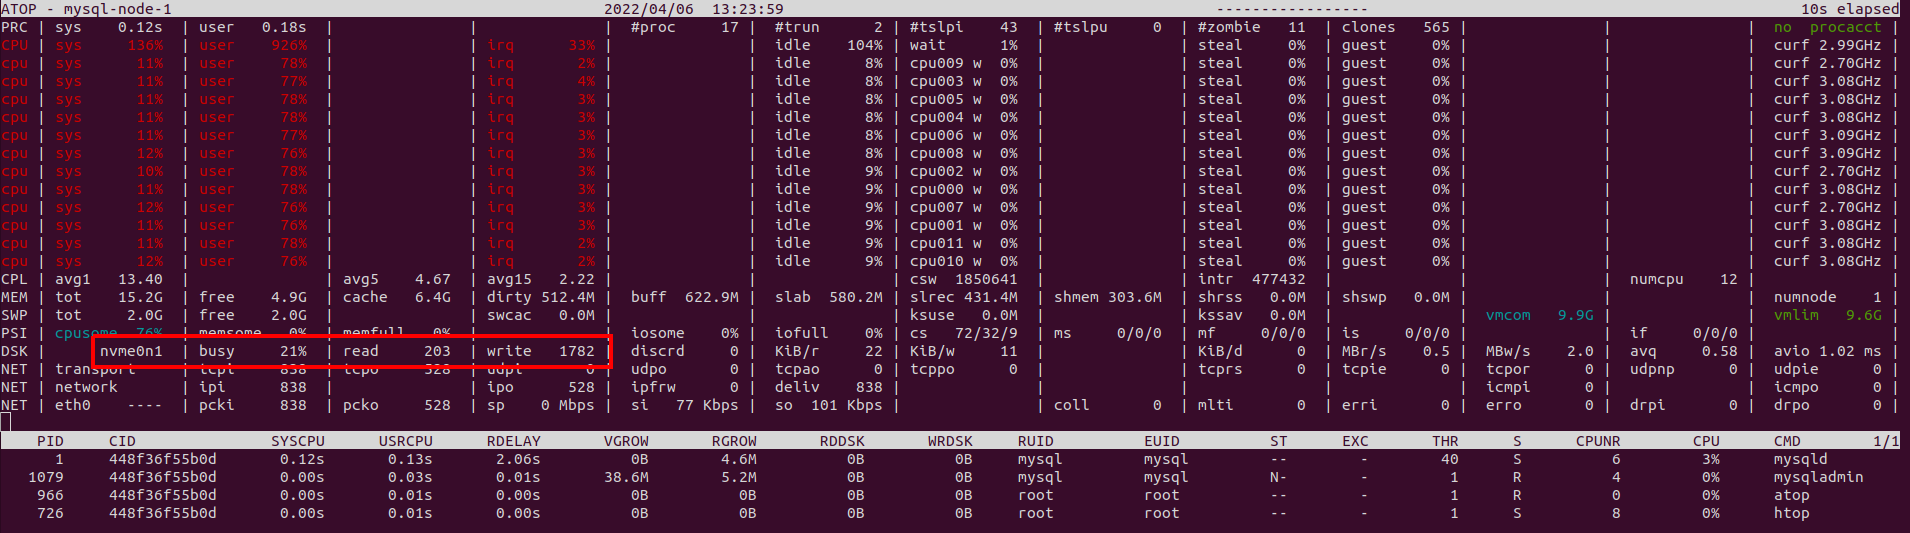 ATOP - mysql-node-1 2022/04/06 13:23:59 ----------------- 10s elapsed
PRC | sys 0.12s | user 0.18s | | | #proc 17 | #trun 2 | #tslpi 43 | #tslpu 0 | #zombie 11 | clones 565 | | | no procacct |
CPU | sys 136% | user 926% | | irq 33% | | idle 104% | wait 1% | | steal 0% | guest 0% | | | curf 2.99GHz |
cpu | sys 11% | user 78% | | irq 2% | | idle 8% | cpu009 w 0% | | steal 0% | guest 0% | | | curf 2.70GHz |
cpu | sys 11% | user 77% | | irq 4% | | idle 8% | cpu003 w 0% | | steal 0% | guest 0% | | | curf 3.08GHz |
cpu | sys 11% | user 78% | | irq 3% | | idle 8% | cpu005 w 0% | | steal 0% | guest 0% | | | curf 3.08GHz |
cpu | sys 11% | user 78% | | irq 3% | | idle 8% | cpu004 w 0% | | steal 0% | guest 0% | | | curf 3.08GHz |
cpu | sys 11% | user 77% | | irq 3% | | idle 8% | cpu006 w 0% | | steal 0% | guest 0% | | | curf 3.09GHz |
cpu | sys 12% | user 76% | | irq 3% | | idle 8% | cpu008 w 0% | | steal 0% | guest 0% | | | curf 3.09GHz |
cpu | sys 10% | user 78% | | irq 3% | | idle 9% | cpu002 w 0% | | steal 0% | guest 0% | | | curf 2.70GHz |
cpu | sys 11% | user 78% | | irq 3% | | idle 9% | cpu000 w 0% | | steal 0% | guest 0% | | | curf 3.08GHz |
cpu | sys 12% | user 76% | | irq 3% | | idle 9% | cpu007 w 0% | | steal 0% | guest 0% | | | curf 2.70GHz |
cpu | sys 11% | user 76% | | irq 3% | | idle 9% | cpu001 w 0% | | steal 0% | guest 0% | | | curf 3.08GHz |
cpu | sys 11% | user 78% | | irq 2% | | idle 9% | cpu011 w 0% | | steal 0% | guest 0% | | | curf 3.08GHz |
cpu | sys 12% | user 76% | | irq 2% | | idle 9% | cpu010 w 0% | | steal 0% | guest 0% | | | curf 3.08GHz |
CPL | avg1 13.40 | | avg5 4.67 | avg15 2.22 | | | csw 1850641 | | intr 477432 | | | numcpu 12 | |
MEM | tot 15.2G | free 4.9G | cache 6.4G | dirty 512.4M | buff 622.9M | slab 580.2M | slrec 431.4M | shmem 303.6M | shrss 0.0M | shswp 0.0M | | | numnode 1 |
SWP | tot 2.0G | free 2.0G | | swcac 0.0M | | | ksuse 0.0M | | kssav 0.0M | | vmcom 9.9G | | vmlim 9.6G |
PSI | cpusome 76% | memsome 0% | memfull 0% | | iosome 0% | iofull 0% | cs 72/32/9 | ms 0/0/0 | mf 0/0/0 | is 0/0/0 | | if 0/0/0 | |
DSK | nvme0n1 | busy 21% | read 203 | write 1782 | discrd 0 | KiB/r 22 | KiB/w 11 | | KiB/d 0 | MBr/s 0.5 | MBw/s 2.0 | avq 0.58 | avio 1.02 ms |
NET | transport | tcpi 838 | tcpo 528 | udpi 0 | udpo 0 | tcpao 0 | tcppo 0 | | tcprs 0 | tcpie 0 | tcpor 0 | udpnp 0 | udpie 0 |
NET | network | ipi 838 | | ipo 528 | ipfrw 0 | deliv 838 | | | | | icmpi 0 | | icmpo 0 |
NET | eth0 ---- | pcki 838 | pcko 528 | sp 0 Mbps | si 77 Kbps | so 101 Kbps | | coll 0 | mlti 0 | erri 0 | erro 0 | drpi 0 | drpo 0 |
PID CID SYSCPU USRCPU RDELAY VGROW RGROW RDDSK WRDSK RUID EUID ST EXC THR S CPUNR CPU CMD 1/1
1 448f36f55b0d 0.12s 0.13s 2.06s 0B 4.6M 0B 0B mysql mysql -- - 40 S 6 3% mysqld
1079 448f36f55b0d 0.00s 0.03s 0.01s 38.6M 5.2M 0B 0B mysql mysql N- - 1 R 4 0% mysqladmin
966 448f36f55b0d 0.00s 0.01s 0.00s 0B 0B 0B 0B root root -- - 1 R 0 0% atop
726 448f36f55b0d 0.00s 0.01s 0.00s 0B 0B 0B 0B root root -- - 1 S 8 0% htop